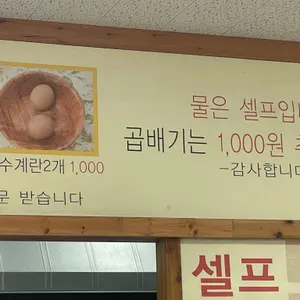 물은 셀프입니
곱배기는 1,000원 추
-감사합니다
수계란2개 1,000
문 받습니다
셀프